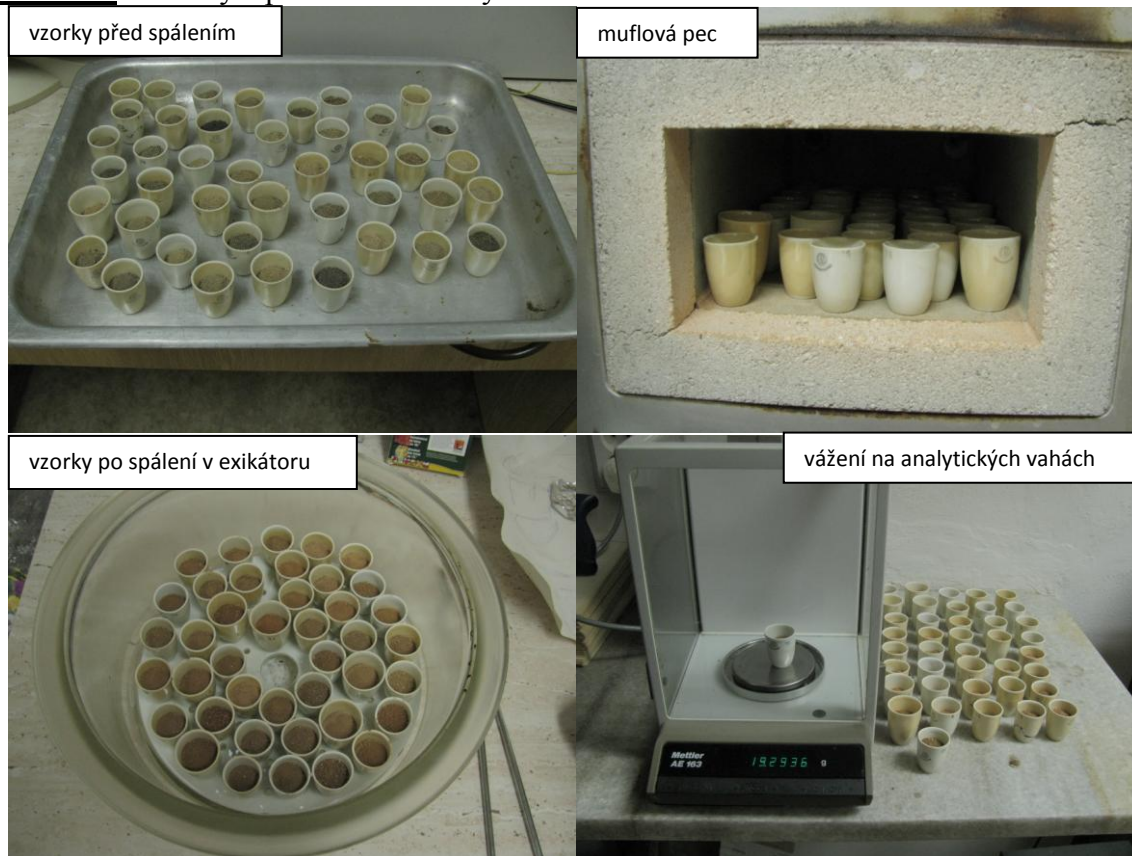 vzorky před spálením
muflová pec
vzorky po spálení v exikátoru
vážení na analytických vahách
Mettler
AE 163
19.2936 g